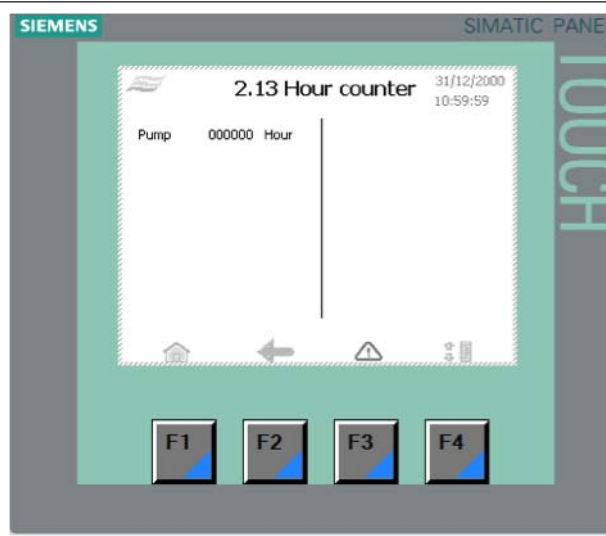 SIEMENS
SIMATIC PANE
TOUCH
2.13 Hour counter
31/12/2000
10:59:59
Pump 000000 Hour
F1 F2 F3 F4